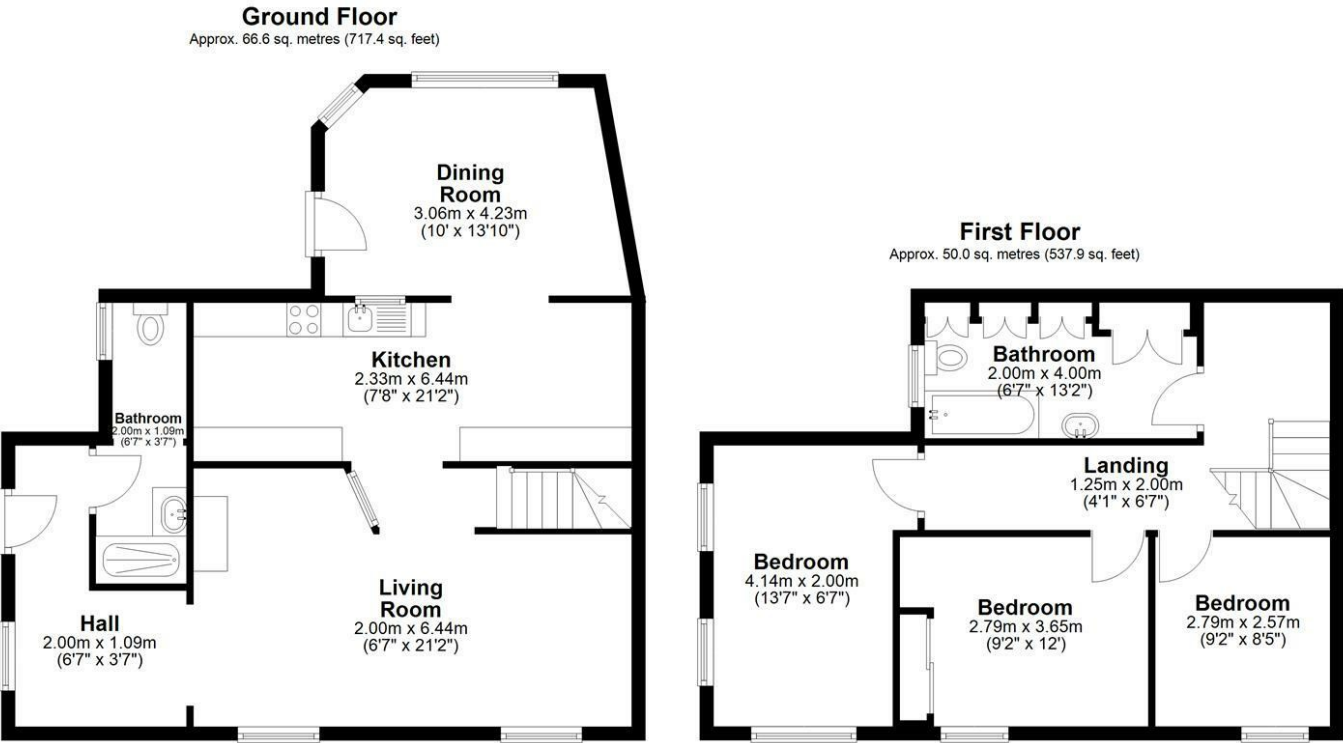 Ground Floor
Approx. 66.6 sq. metres (717.4 sq. feet)
Dining
Room
3.06m x 4.23m
(10' x 13'10")
Kitchen
2.33m x 6.44m
(7'8" x 21'2")
Bathroom
2.00m x 1.09m
(6'7" x 3'7")
Hall
2.00m x 1.09m
(6'7" x 3'7")
Living
Room
2.00m x 6.44m
(6'7" x 21'2")
First Floor
Approx. 50.0 sq. metres (537.9 sq. feet)
Bathroom
2.00m x 4.00m
(6'7" x 13'2")
Landing
1.25m x 2.00m
(4'1" x 6'7")
Bedroom
4.14m x 2.00m
(13'7" x 6'7")
Bedroom
2.79m x 3.65m
(9'2" x 12')
Bedroom
2.79m x 2.57m
(9'2" x 8'5")